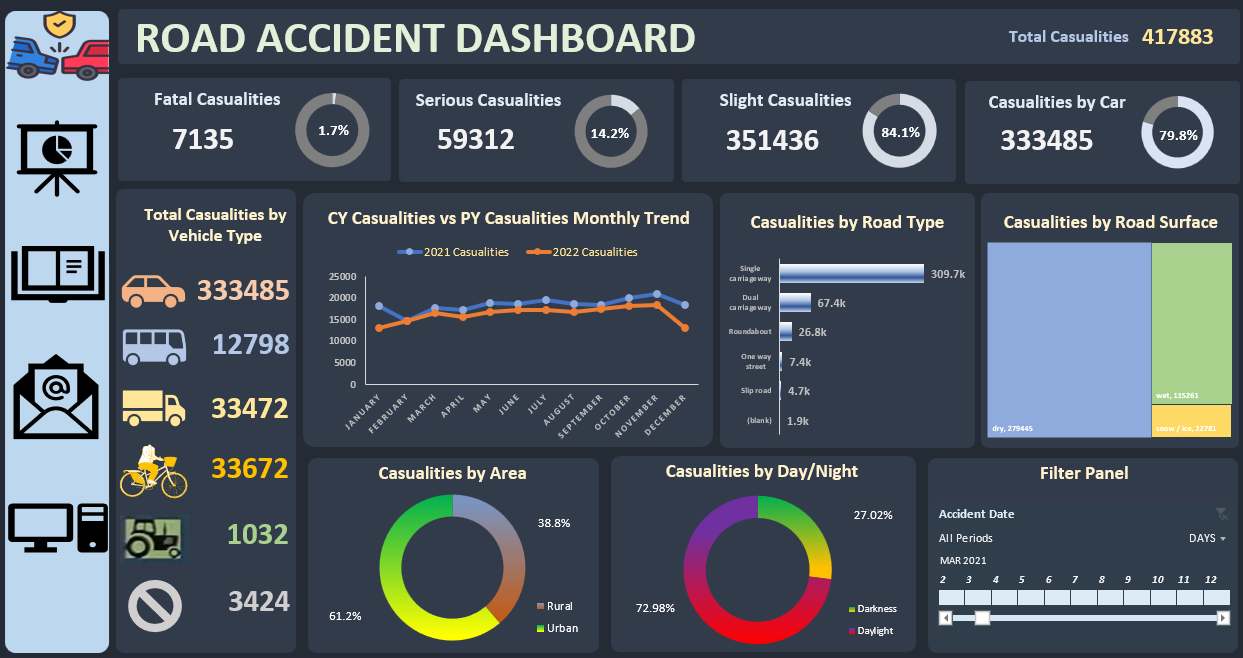 ROAD ACCIDENT DASHBOARD
Total Casualities 417883
Fatal Casualities
7135
1.7%
Serious Casualities
59312
14.2%
Slight Casualities
351436
84.1%
Casualities by Car
333485
79.8%
Total Casualities by
Vehicle Type
333485
12798
33472
33672
1032
3424
CY Casualities vs PY Casualities Monthly Trend
2021 Casualities
2022 Casualities
25000
20000
15000
10000
5000
0
JANUARY
FEBRUARY
MARCH
APRIL
MAY
JUNE
JULY
AUGUST
SEPTEMBER
OCTOBER
NOVEMBER
DECEMBER
Casualities by Road Type
Single
carriageway
309.7k
Dual
carriageway
67.4k
Roundabout
26.8k
One way
street
7.4k
Slip road
4.7k
(blank)
1.9k
Casualities by Road Surface
dry, 279445
wet, 115261
snow / ice, 22781
Casualities by Area
38.8%
61.2%
Rural
Urban
Casualities by Day/Night
27.02%
72.98%
Darkness
Daylight
Filter Panel
Accident Date
All Periods
DAYS
MAR 2021
2 3 4 5 6 7 8 9 10 11 12
@